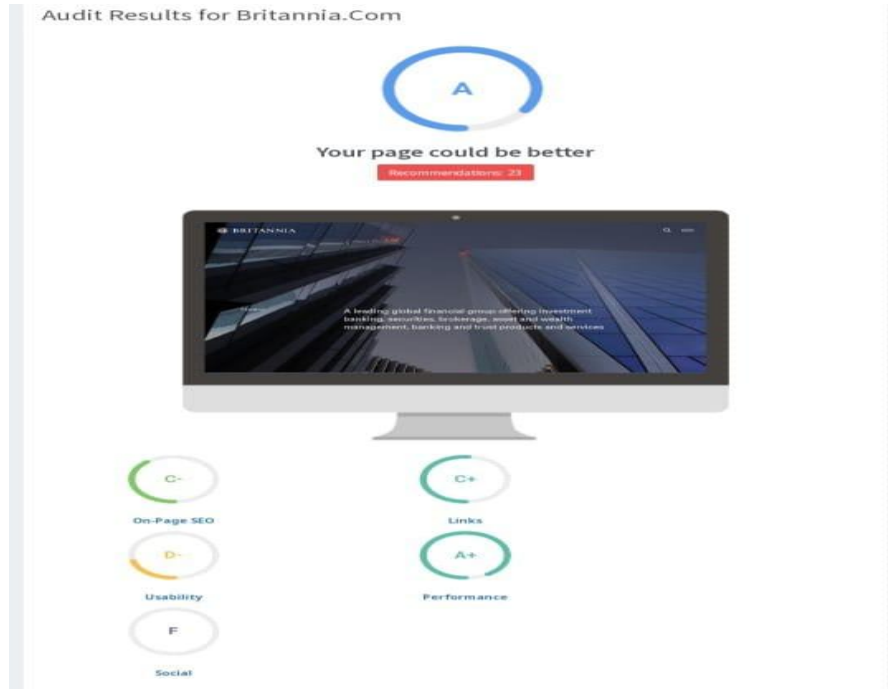 Audit Results for Britannia.Com
A
Your page could be better
Recommendations: 23
BRITANNIA
A leading global financial group offering investment
banking, securities, brokerage, asset and wealth
management, banking and trust products and services
C-
C+
On-Page SEO
Links
D-
A+
Usability
Performance
F
Social